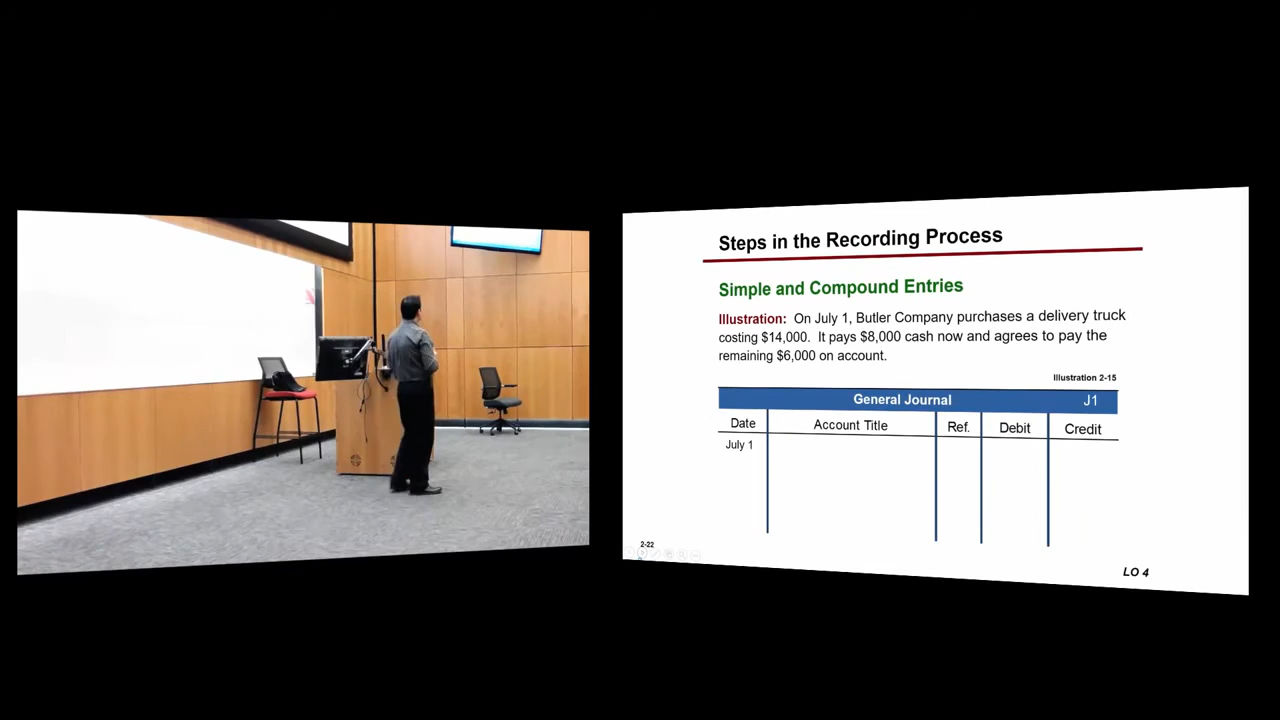 Steps in the Recording Process
Simple and Compound Entries
Illustration: On July 1, Butler Company purchases a delivery truck
costing $14,000. It pays $8,000 cash now and agrees to pay the
remaining $6,000 on account.
Illustration 2-15
General Journal J1
Date Account Title Ref. Debit Credit
July 1
2-22
LO 4